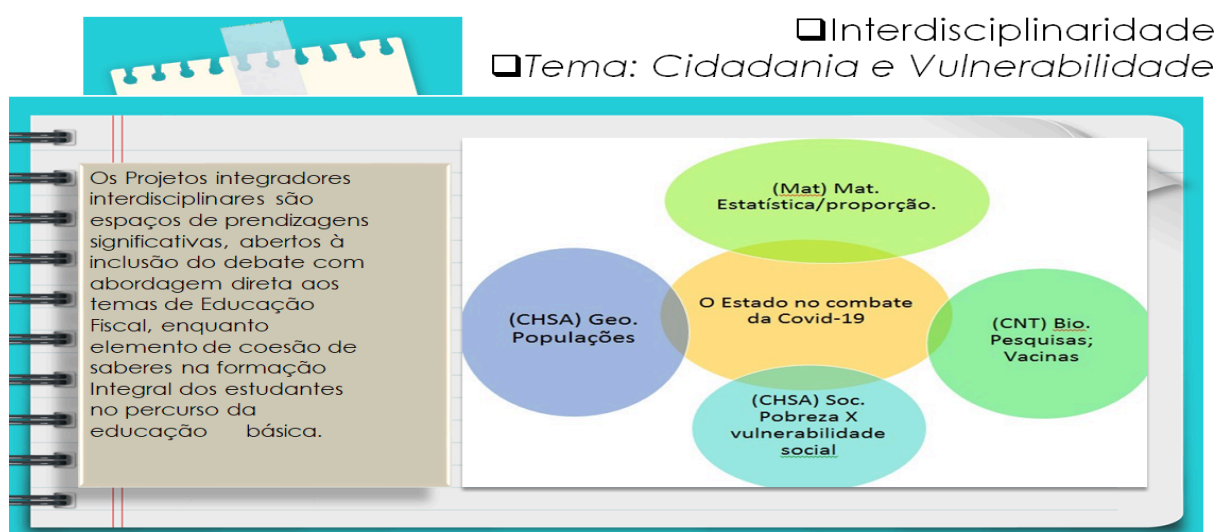 ❑Interdisciplinaridade
❑Tema: Cidadania e Vulnerabilidade
Os Projetos integradores
interdisciplinares são
espaços de prendizagens
significativas, abertos à
inclusão do debate com
abordagem direta aos
temas de Educação
Fiscal, enquanto
elemento de coesão de
saberes na formação
Integral dos estudantes
no percurso da
educação básica.
(Mat) Mat.
Estatística/proporção.
(CHSA) Geo.
Populações
O Estado no combate
da Covid-19
(CNT) Bio.
Pesquisas;
Vacinas
(CHSA) Soc.
Pobreza X
vulnerabilidade
social